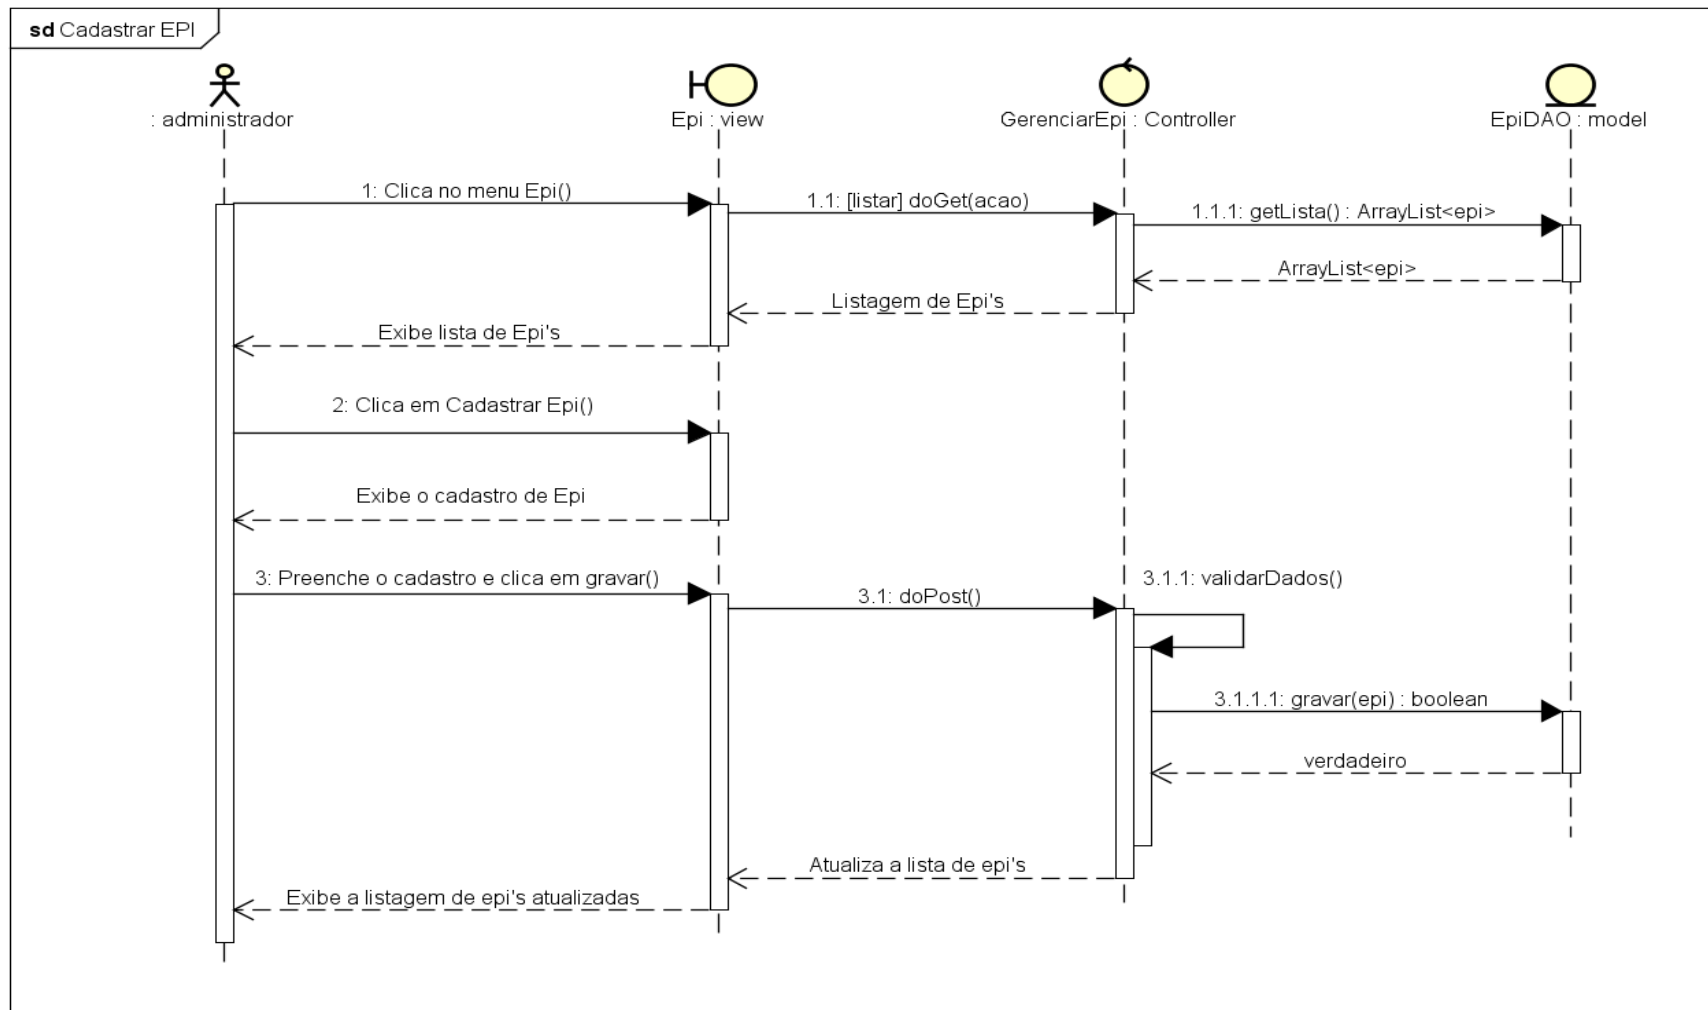 sd Cadastrar EPI
: administrador
Epi : view
GerenciarEpi : Controller
EpiDAO : model
1: Clica no menu Epi()
1.1: [listar] doGet(acao)
1.1.1: getLista() : ArrayList<epi>
ArrayList<epi>
Listagem de Epi's
Exibe lista de Epi's
2: Clica em Cadastrar Epi()
Exibe o cadastro de Epi
3: Preenche o cadastro e clica em gravar()
3.1: doPost()
3.1.1: validarDados()
3.1.1.1: gravar(epi) : boolean
verdadeiro
Atualiza a lista de epi's
Exibe a listagem de epi's atualizadas